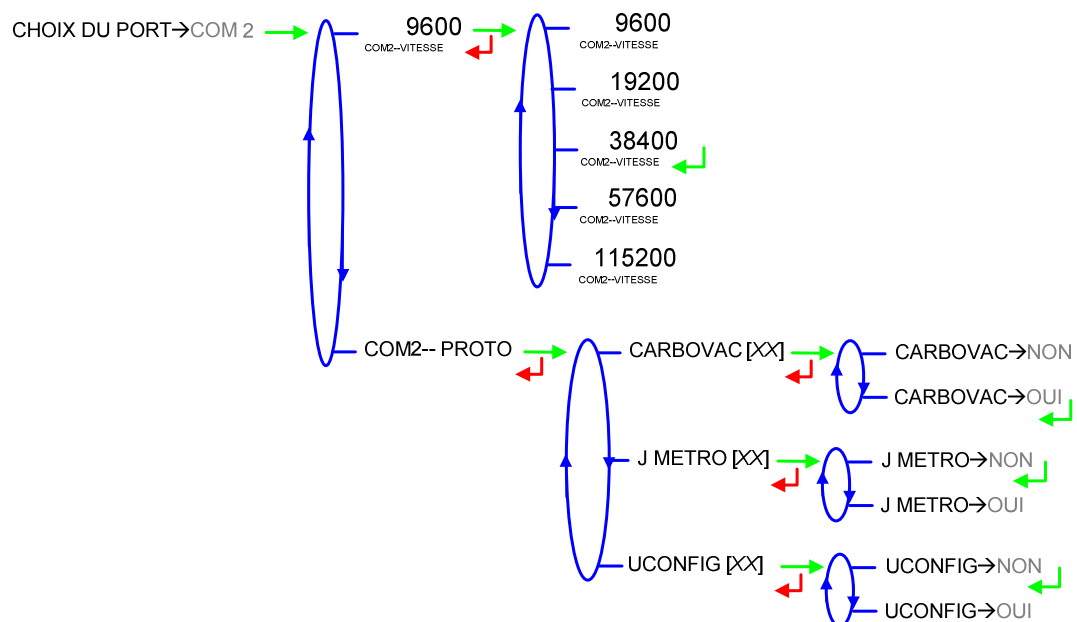 CHOIX DU PORT→COM 2
9600
COM2--VITESSE
9600
COM2--VITESSE
19200
COM2--VITESSE
38400
COM2--VITESSE
57600
COM2--VITESSE
115200
COM2--VITESSE
COM2-- PROTO
CARBOVAC [XX]
CARBOVAC→NON
CARBOVAC→OUI
J METRO [XX]
J METRO→NON
J METRO→OUI
UCONFIG [XX]
UCONFIG→NON
UCONFIG→OUI